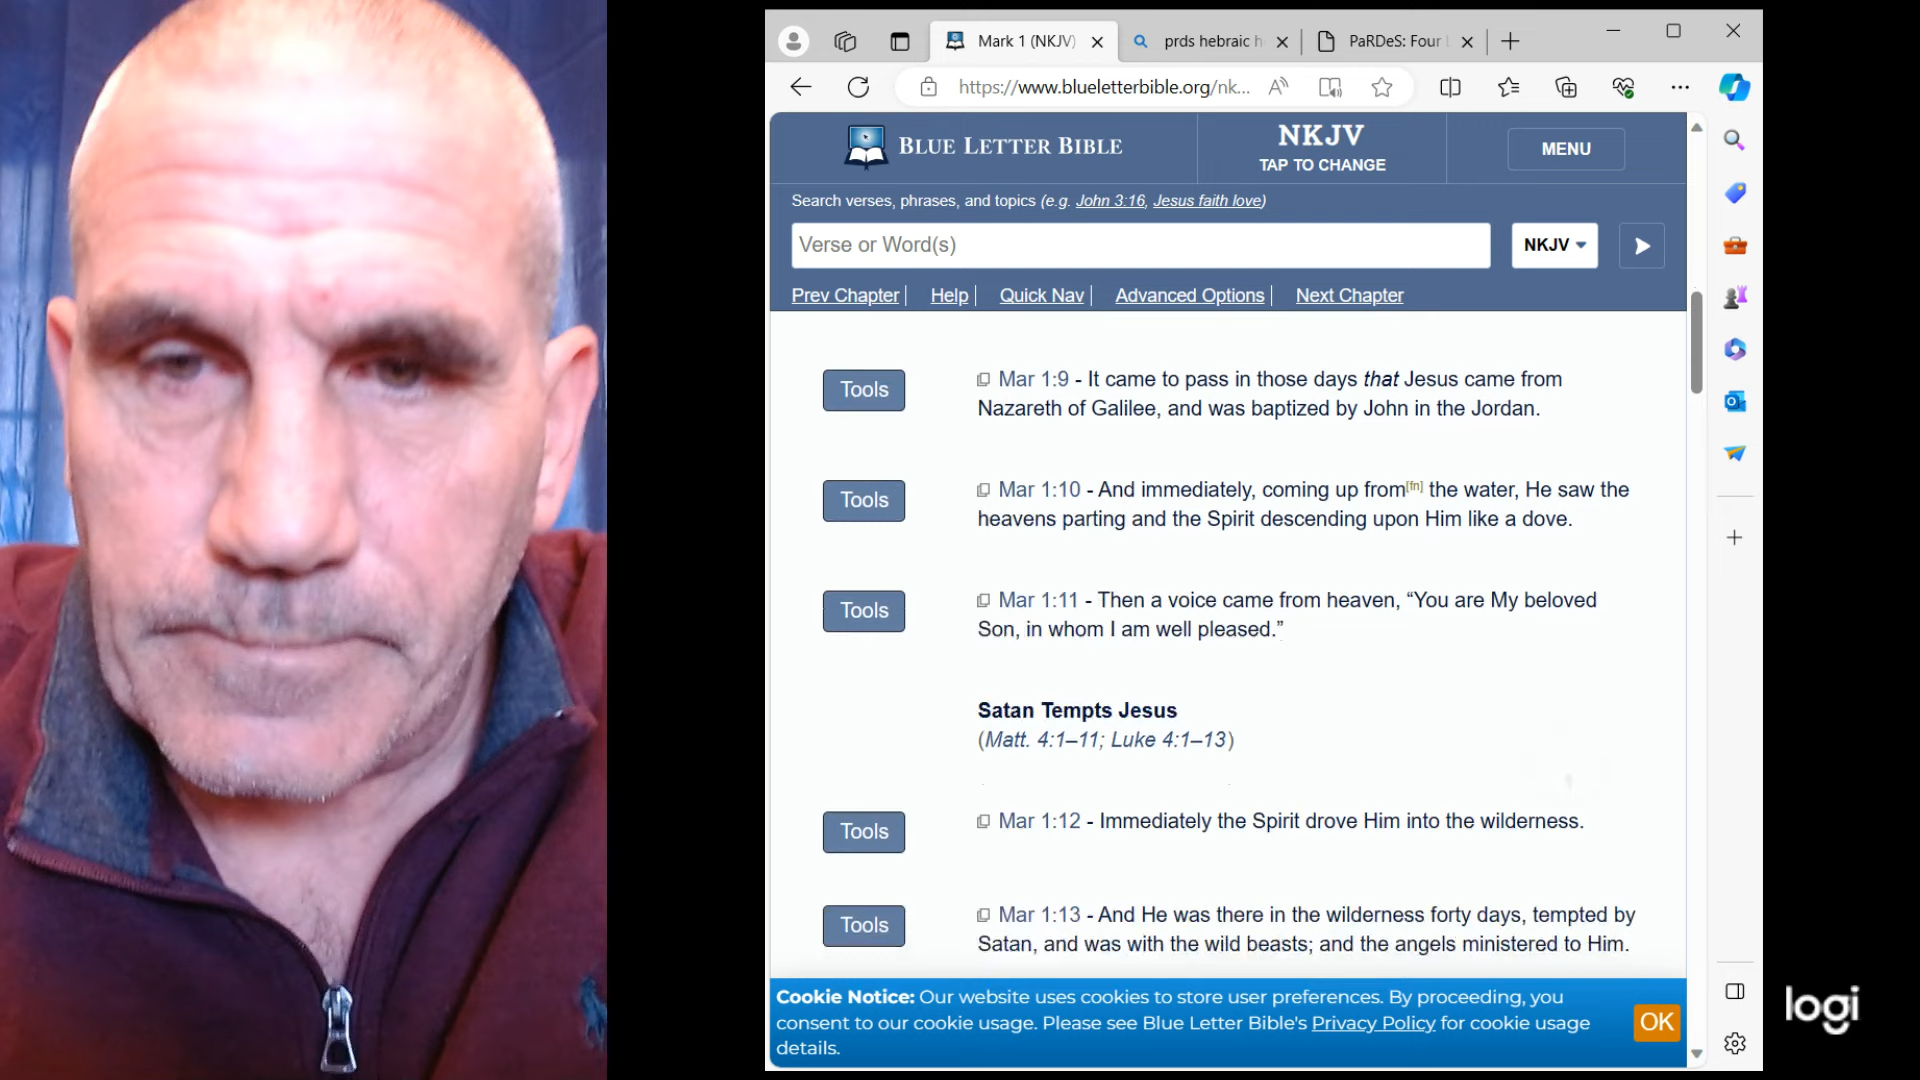 Mark 1 (NKJV)
prds hebraic h
PaRDeS: Four
https://www.blueletterbible.org/nk...
BLUE LETTER BIBLE
NKJV
TAP TO CHANGE
MENU
Search verses, phrases, and topics (e.g. John 3:16, Jesus faith love)
Verse or Word(s)
NKJV
Prev Chapter| Help| Quick Nav| Advanced Options| Next Chapter
Tools
Mar 1:9 - It came to pass in those days that Jesus came from
Nazareth of Galilee, and was baptized by John in the Jordan.
Tools
Mar 1:10 - And immediately, coming up from[fn] the water, He saw the
heavens parting and the Spirit descending upon Him like a dove.
Tools
Mar 1:11 - Then a voice came from heaven, “You are My beloved
Son, in whom I am well pleased.”
Satan Tempts Jesus
(Matt. 4:1–11; Luke 4:1–13)
Tools
Mar 1:12 - Immediately the Spirit drove Him into the wilderness.
Tools
Mar 1:13 - And He was there in the wilderness forty days, tempted by
Satan, and was with the wild beasts; and the angels ministered to Him.
Cookie Notice: Our website uses cookies to store user preferences. By proceeding, you
consent to our cookie usage. Please see Blue Letter Bible's Privacy Policy for cookie usage
details.
OK
logi